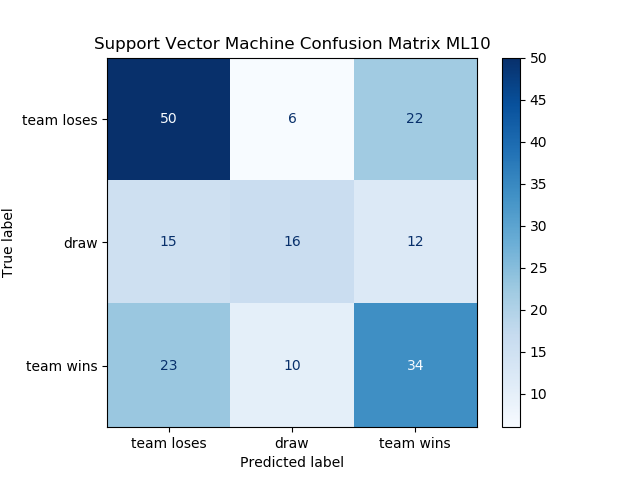 Support Vector Machine Confusion Matrix ML10
True label
team loses
50
6
22
draw
15
16
12
team wins
23
10
34
team loses
draw
team wins
Predicted label
50
45
40
35
30
25
20
15
10